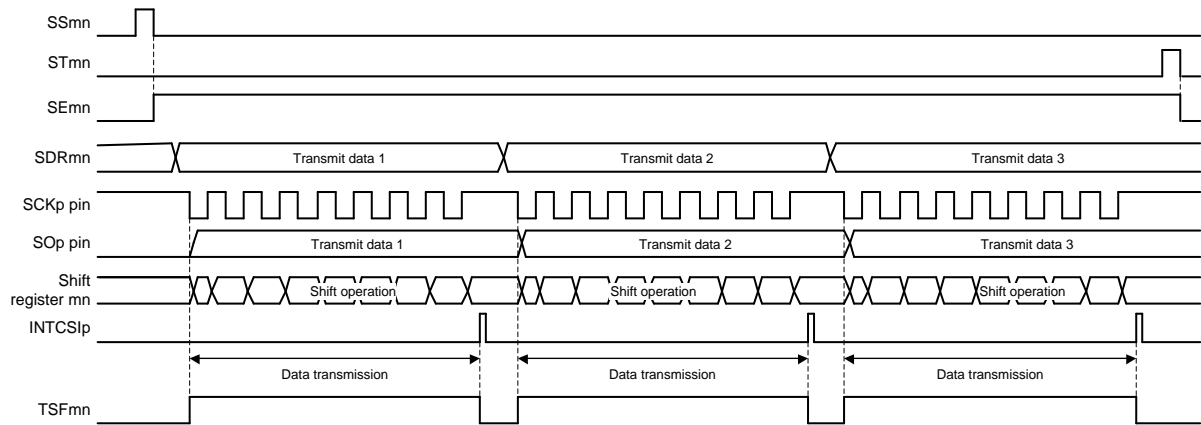 SSmn
STmn
SEmn
SDRmn
Transmit data 1
Transmit data 2
Transmit data 3
SCKp pin
SOp pin
Transmit data 1
Transmit data 2
Transmit data 3
Shift
register mn
Shift operation
Shift operation
Shift operation
INTCSIp
Data transmission
Data transmission
Data transmission
TSFmn